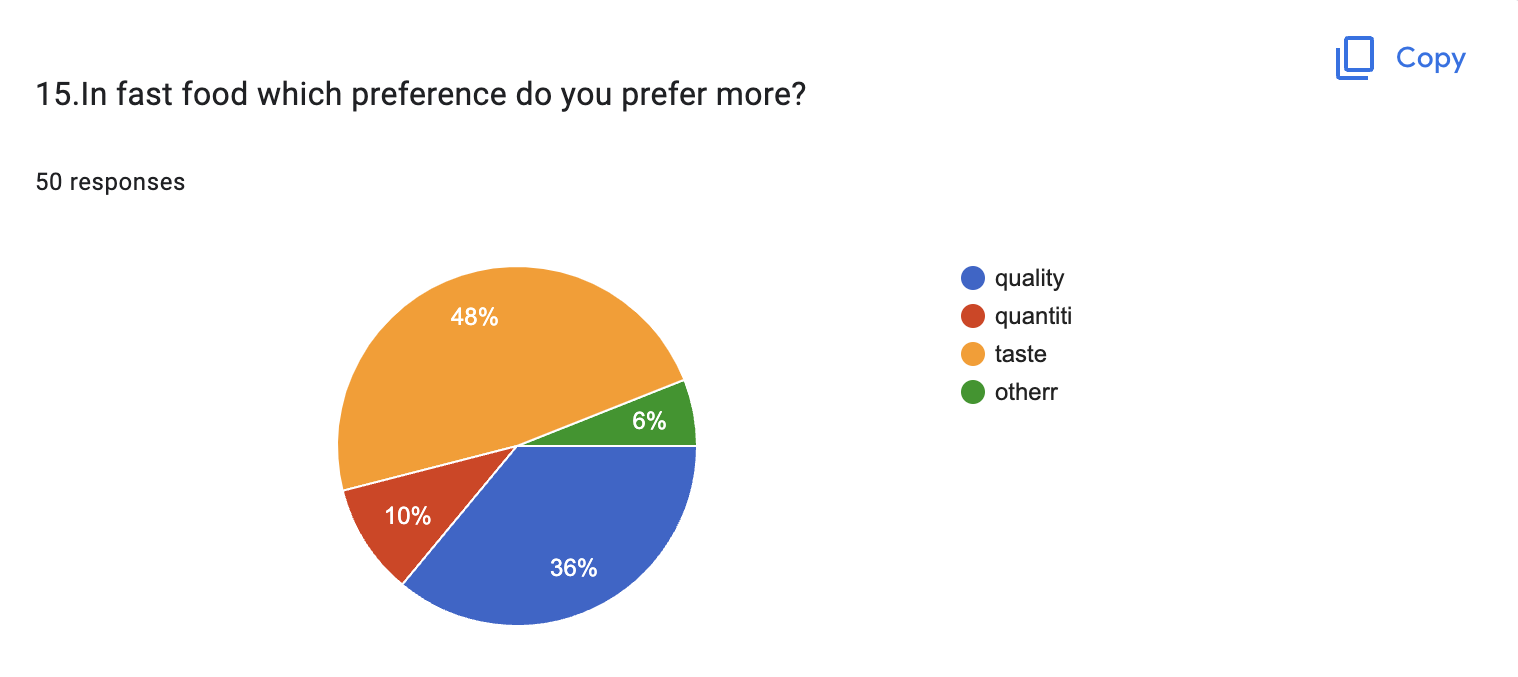 Copy
15.In fast food which preference do you prefer more?
50 responses
48%
6%
10%
36%
quality
quantiti
taste
otherr